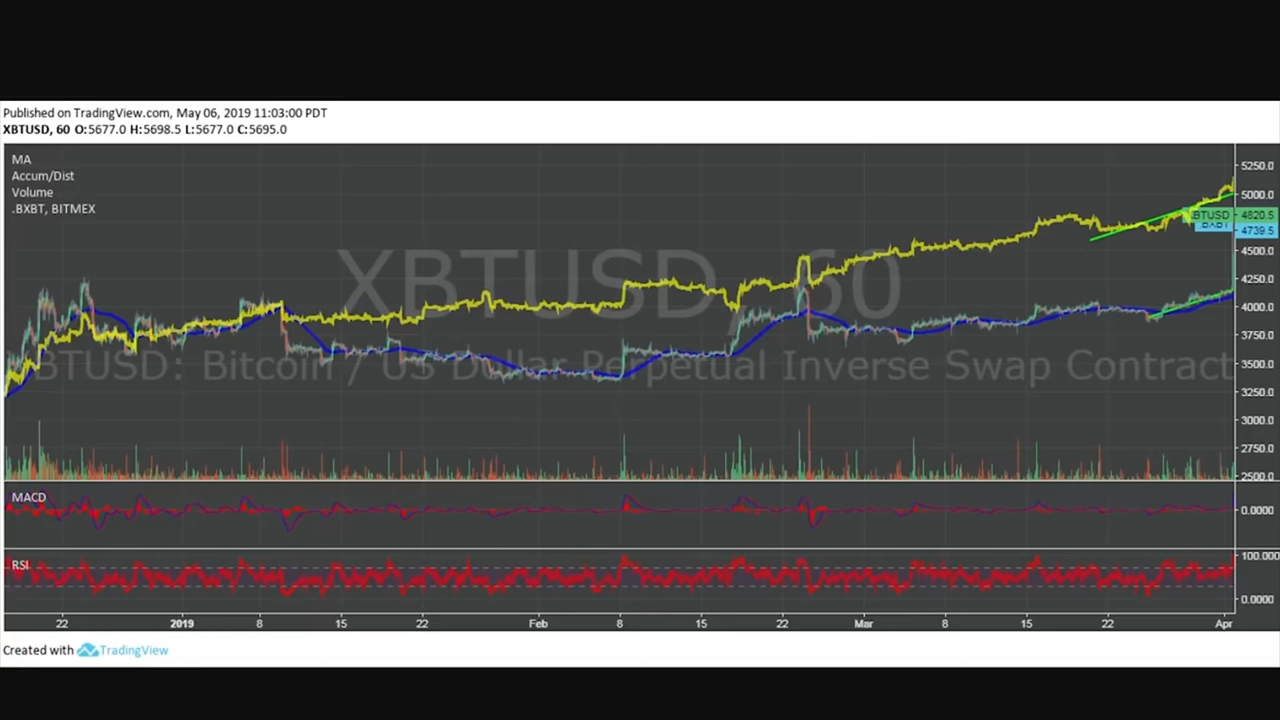 Published on TradingView.com, May 06, 2019 11:03:00 PDT
XBTUSD, 60 O:5677.0 H:5698.5 L:5677.0 C:5695.0
MA
Accum/Dist
Volume
.BXBT, BITMEX
XBTUSD, 60
BTUSD: Bitcoin / US Dollar Perpetual Inverse Swap Contract
5250.0
5000.0
BTUSD 4820.5
4739.5
4500.0
4250.0
4000.0
3750.0
3500.0
3250.0
3000.0
2750.0
2500.0
MACD
0.0000
RSI
100.000
0.0000
22 2019 8 15 22 Feb 8 15 22 Mar 8 15 22 Apr
Created with TradingView